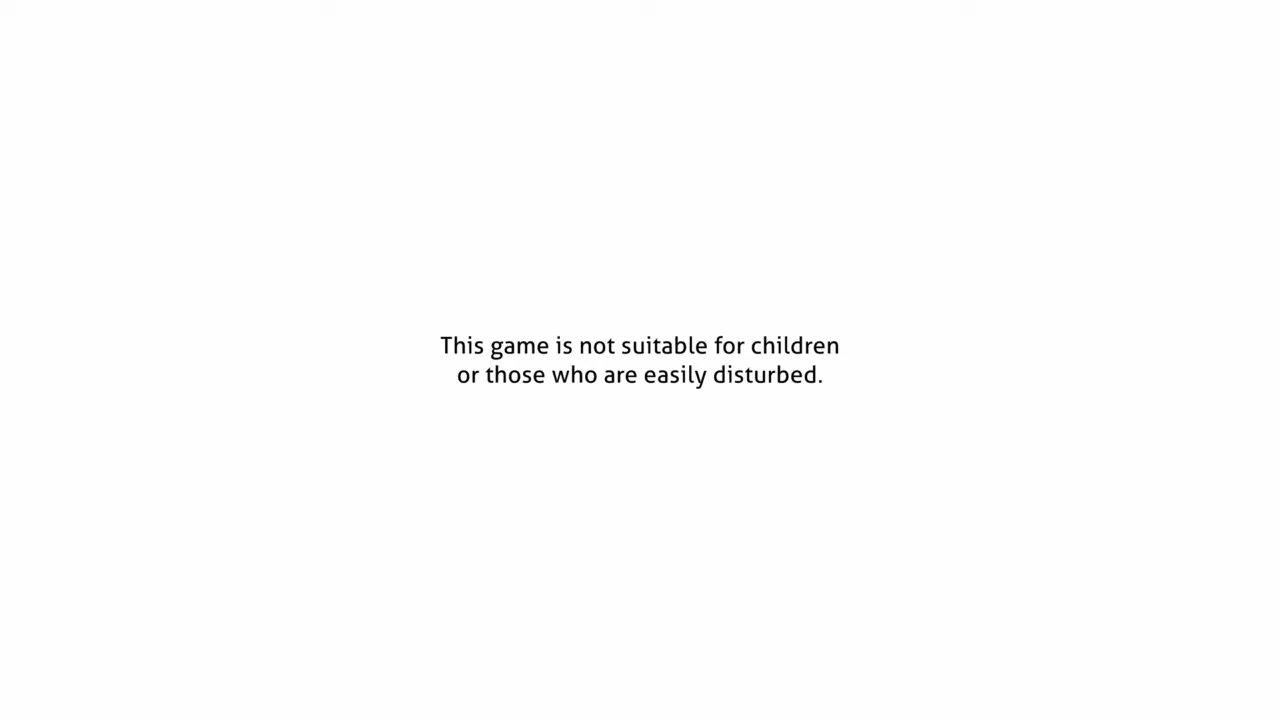 This game is not suitable for children
or those who are easily disturbed.